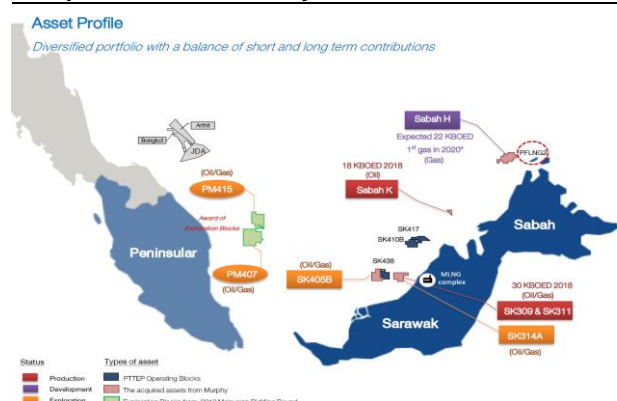 Asset Profile
Diversified portfolio with a balance of short and long term contributions
Sabah H
Expected 22 KBOED
1st gas in 2020*
(Gas)
PFLNG2
Arthit
Bongkot
JDA
(Oil/Gas)
PM415
18 KBOED 2018
(Oil)
Sabah K
Award of
Exploration Blocks
SK417
SK410B
Sabah
Peninsular
PM407
(Oil/Gas)
(Oil/Gas)
SK405B
SK438
MLNG
complex
30 KBOED 2018
(Oil/Gas)
SK309 & SK311
Sarawak
SK314A
(Oil/Gas)
Status
Types of asset
Production
PTTEP Operating Blocks
Development
The acquired assets from Murphy
Exploration